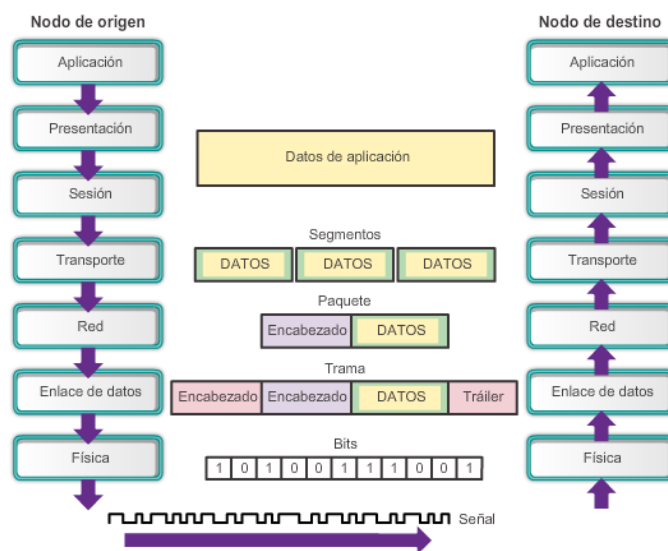 Nodo de origen
Nodo de destino
Aplicación
Aplicación
Presentación
Datos de aplicación
Presentación
Sesión
Sesión
Segmentos
Transporte
DATOS DATOS DATOS
Transporte
Paquete
Red
Encabezado DATOS
Red
Trama
Enlace de datos
Encabezado Encabezado DATOS Tráiler
Enlace de datos
Bits
Física
1 0 1 0 0 1 1 1 0 0 1
Física
Señal